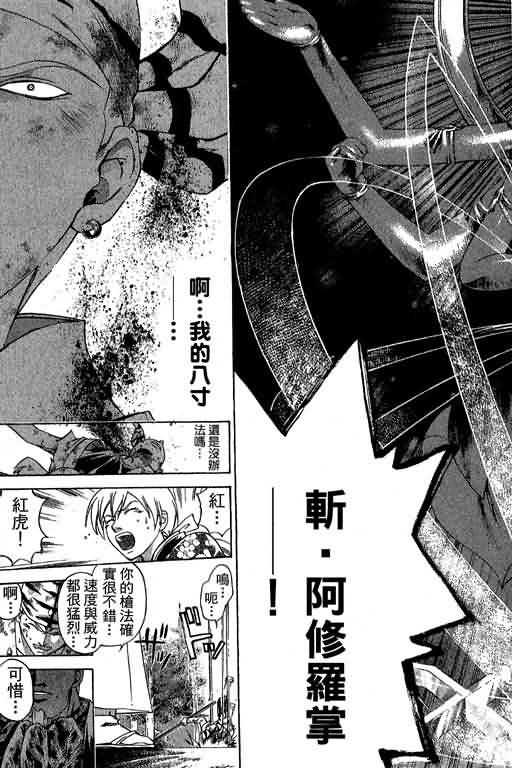 斬·阿修羅掌
——!
啊…我的八寸
——…
還是沒辦
法嗎…
紅…
紅虎!
嗚…
呃…
你的槍法確
實很不錯…
速度與威力
都很猛烈…
啊…
可惜…